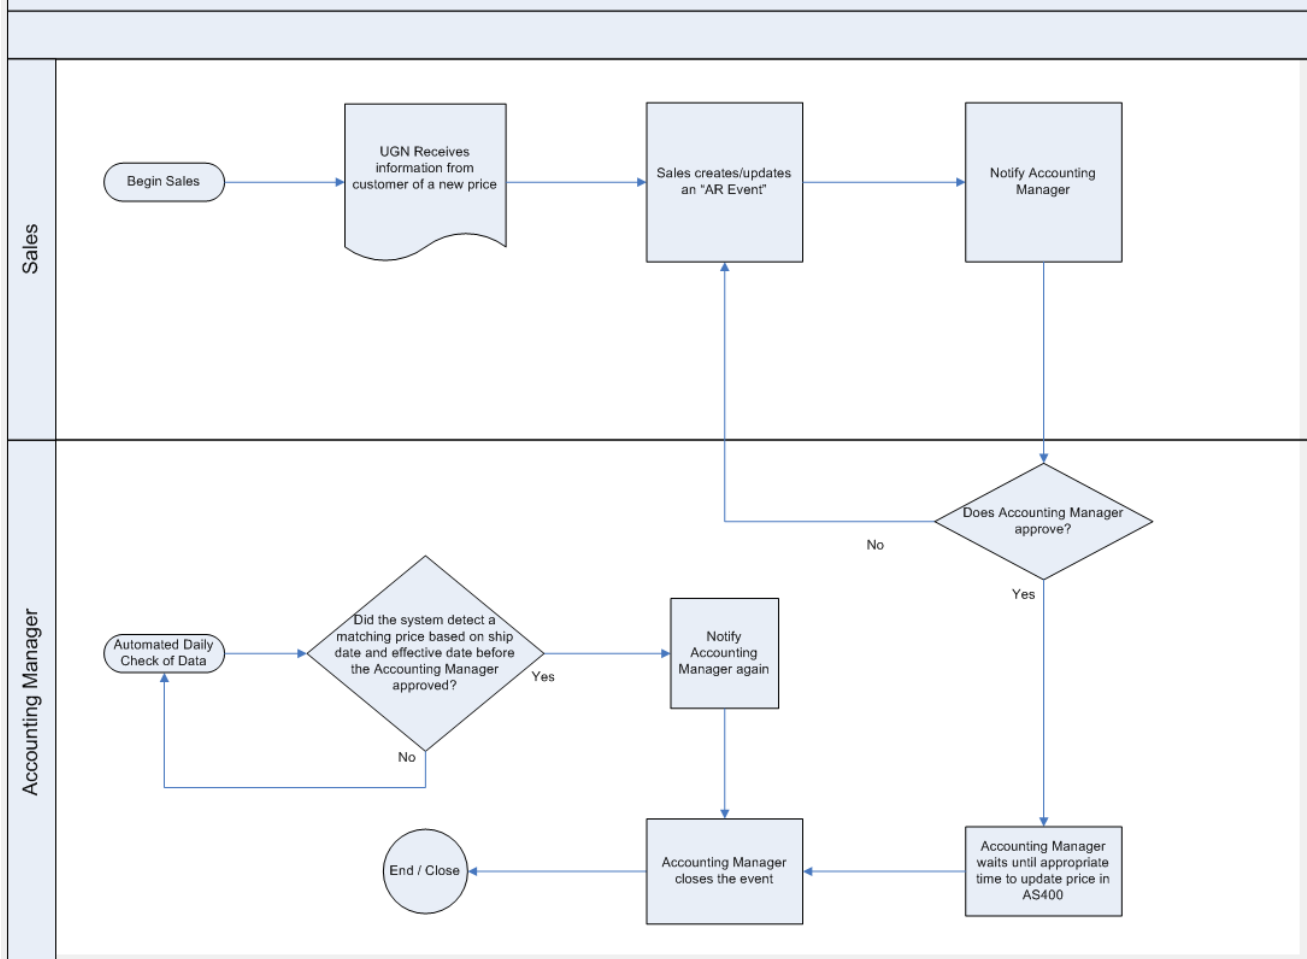 Sales
Begin Sales
UGN Receives
information from
customer of a new price
Sales creates/updates
an “AR Event”
Notify Accounting
Manager
Accounting Manager
Does Accounting Manager
approve?
No
Yes
Automated Daily
Check of Data
Did the system detect a
matching price based on ship
date and effective date before
the Accounting Manager
approved?
Yes
No
Notify
Accounting
Manager again
End / Close
Accounting Manager
closes the event
Accounting Manager
waits until appropriate
time to update price in
AS400